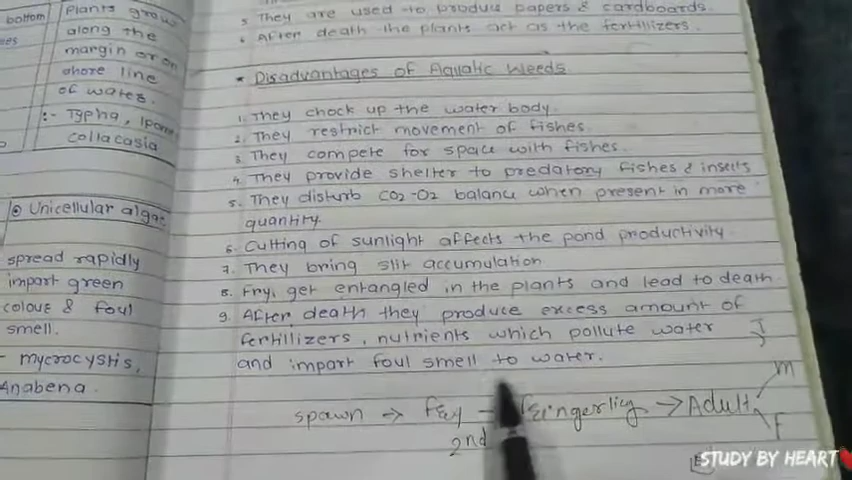 bottom
Plants grow
along the
margin or on
shore line
of water.
:- Typha, Ipom
collacasia
Unicellular algae
spread rapidly
impart green
colour & foul
smell.
- mycrocystis,
Anabena.
5 They are used to produce papers & cardboards.
6 After death the plants act as the fertillizers.
* Disadvantages of Aquatic Weeds
1. They chock up the water body.
2. They restrict movement of fishes.
3. They compete for space with fishes.
4. They provide shelter to predatory fishes & insects
5. They disturb CO2-O2 balance when present in more
quantity.
6. Cutting of sunlight affects the pond productivity.
7. They bring silt accumulation
8. Fry, get entangled in the plants and lead to death.
9. After death they produce excess amount of
fertillizers, nutrients which pollute water
and impart foul smell to water.
spawn → Fry → Fringerling → Adult
M
F
2nd
STUDY BY HEART